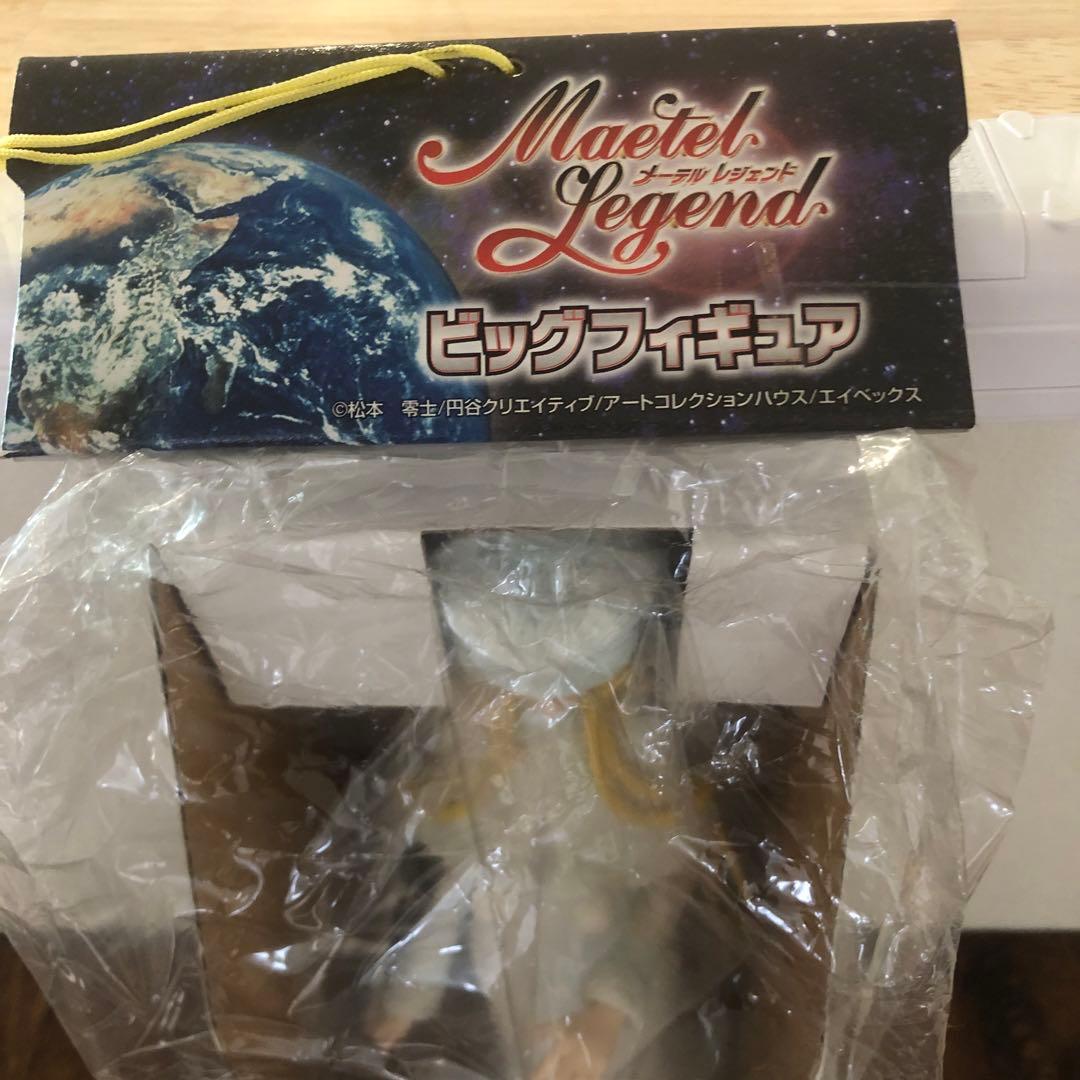 Maetel
メーテル レジェンド
Legend
ビッグフィギュア
©松本 零士/円谷クリエイティブ/アートコレクションハウス/エイベックス